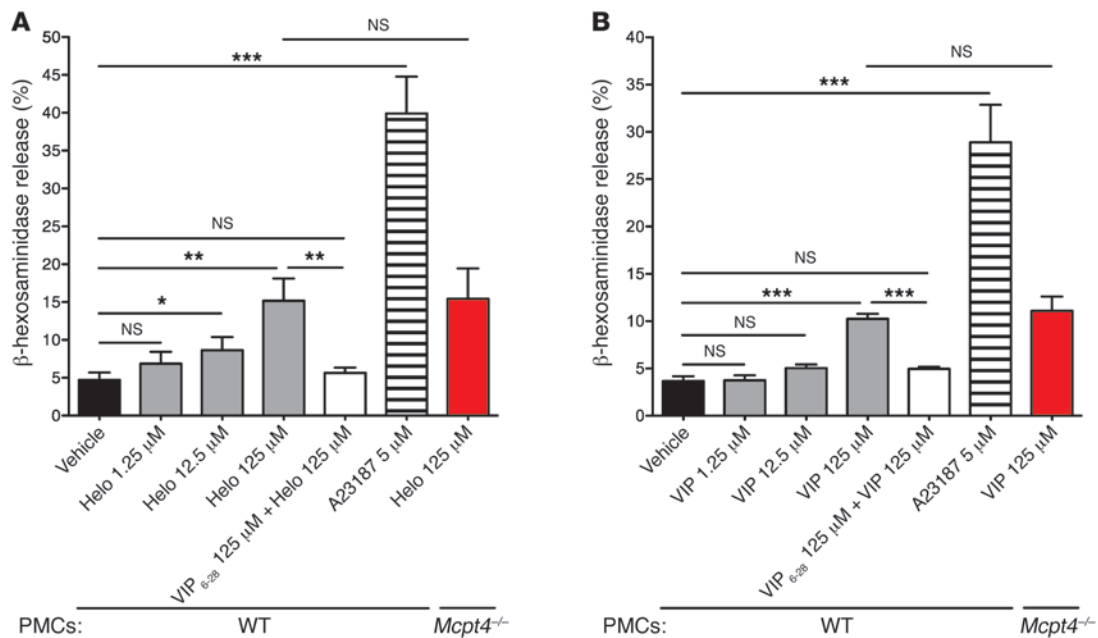 A
β-hexosaminidase release (%)
50
45
40
35
30
25
20
15
10
5
0
NS
***
NS
**
**
*
NS
Vehicle
Helo 1.25 μM
Helo 12.5 μM
Helo 125 μM
VIP 6-28 125 μM + Helo 125 μM
A23187 5 μM
Helo 125 μM
PMCs: WT Mcpt4–/–
B
β-hexosaminidase release (%)
40
35
30
25
20
15
10
5
0
NS
***
NS
***
***
NS
NS
Vehicle
VIP 1.25 μM
VIP 12.5 μM
VIP 125 μM
VIP 6-28 125 μM + VIP 125 μM
A23187 5 μM
VIP 125 μM
PMCs: WT Mcpt4–/–